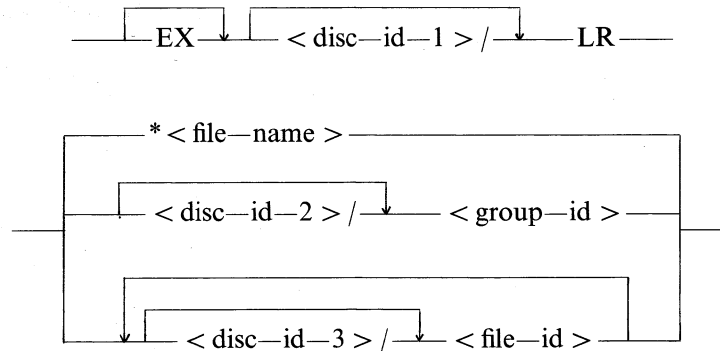 EX <disc—id—1>/ LR
*<file—name>
<disc—id—2>/ <group—id>
<disc—id—3>/ <file—id>